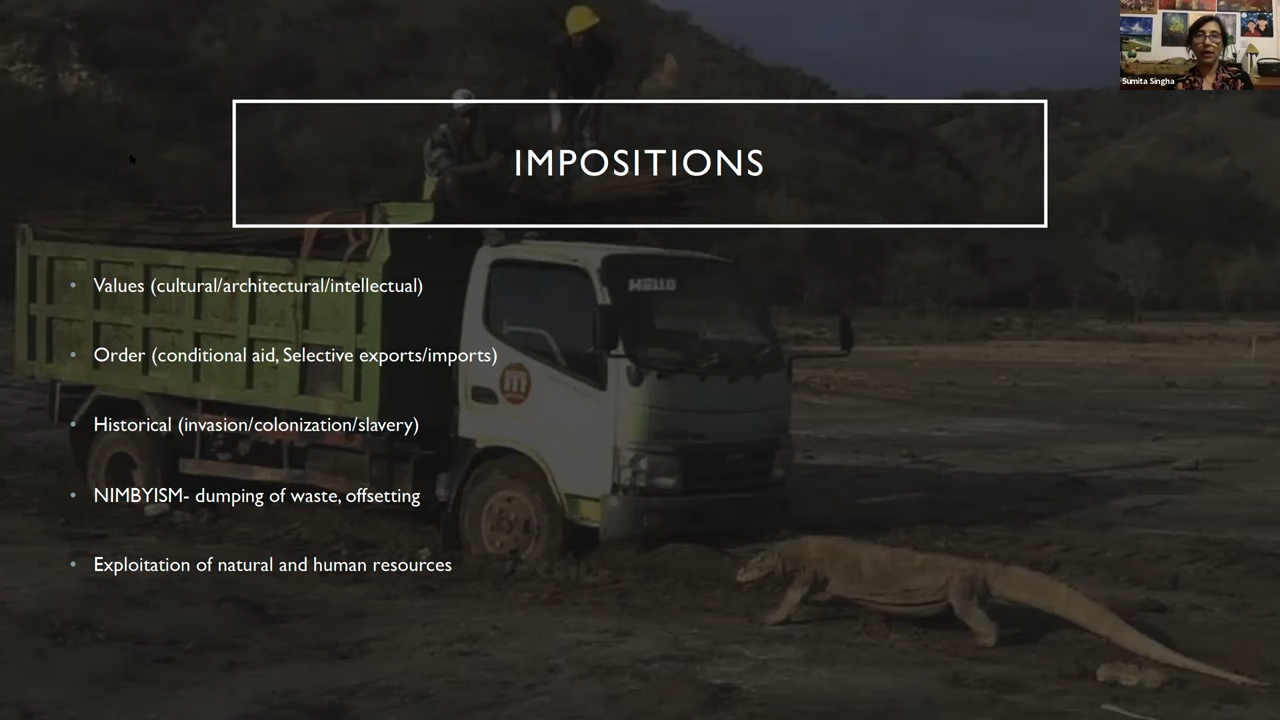 Sumita Singha
IMPOSITIONS
HELLO
m
• Values (cultural/architectural/intellectual)
• Order (conditional aid, Selective exports/imports)
• Historical (invasion/colonization/slavery)
• NIMBYISM- dumping of waste, offsetting
• Exploitation of natural and human resources